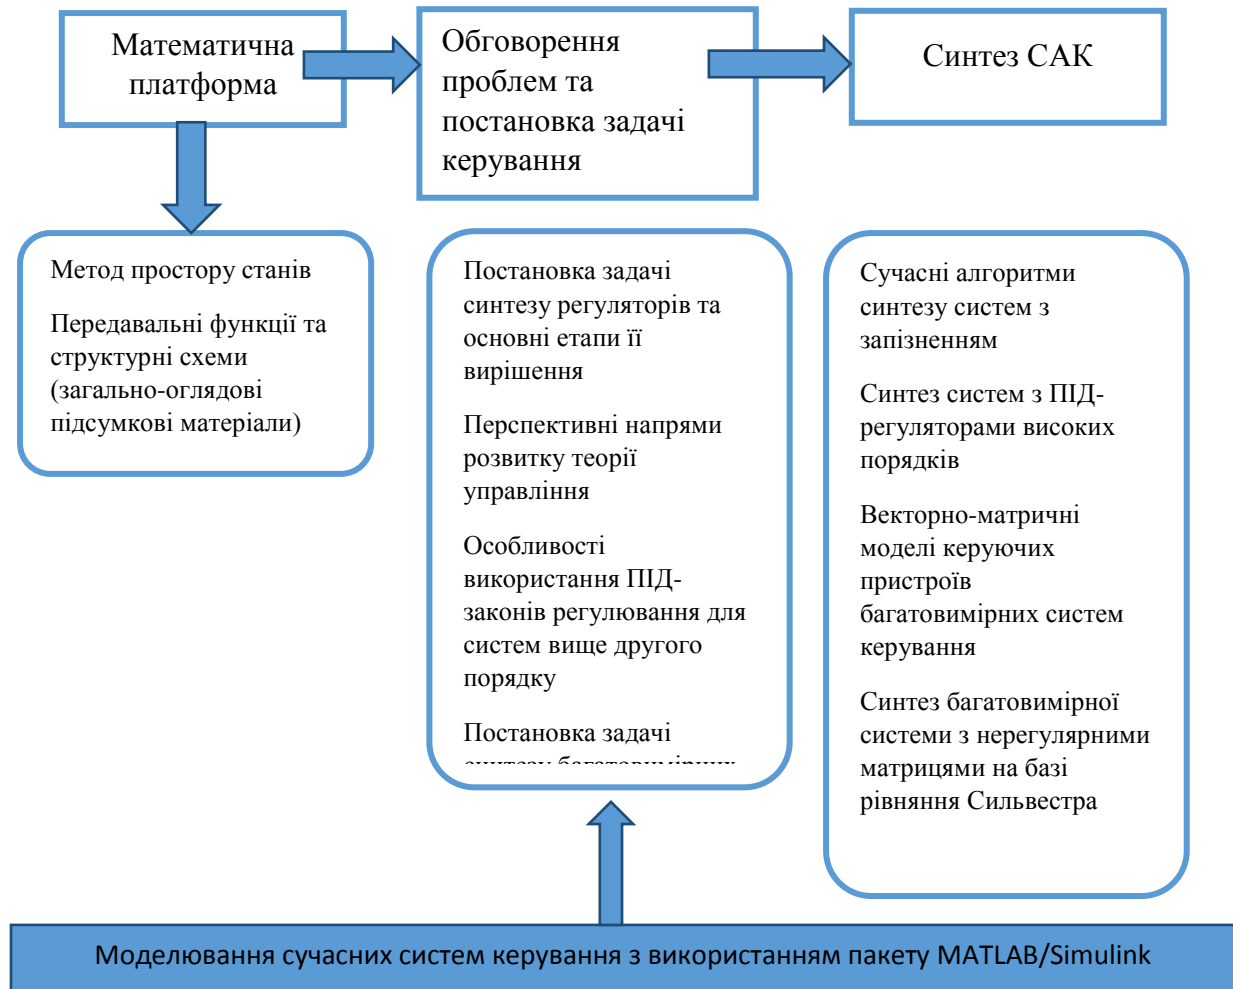 Математична
платформа
Обговорення
проблем та
постановка задачі
керування
Синтез САК
Метод простору станів
Передавальні функції та
структурні схеми
(загально-оглядові
підсумкові матеріали)
Постановка задачі
синтезу регуляторів та
основні етапи її
вирішення
Перспективні напрями
розвитку теорії
управління
Особливості
використання ПІД-
законів регулювання для
систем вище другого
порядку
Постановка задачі
синтезу багатовимірних
Сучасні алгоритми
синтезу систем з
запізненням
Синтез систем з ПІД-
регуляторами високих
порядків
Векторно-матричні
моделі керуючих
пристроїв
багатовимірних систем
керування
Синтез багатовимірної
системи з нерегулярними
матрицями на базі
рівняння Сильвестра
Моделювання сучасних систем керування з використанням пакету MATLAB/Simulink